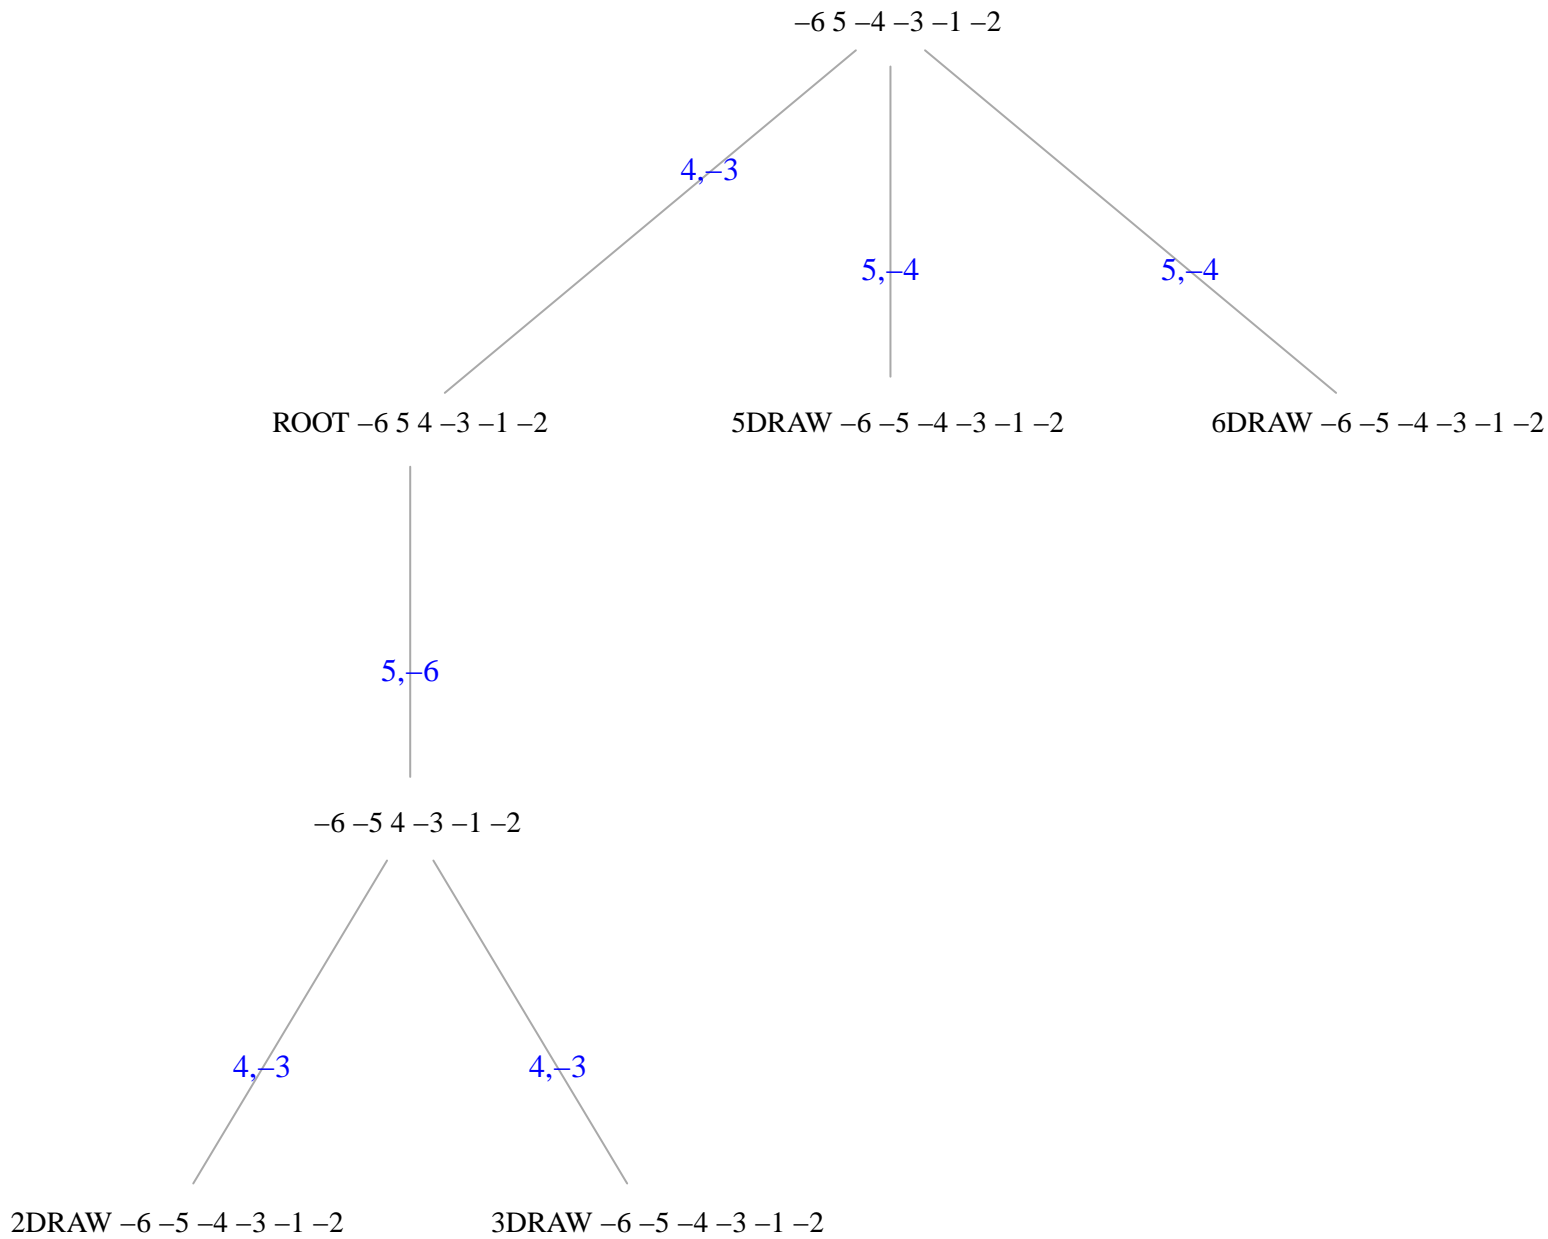 –6 5 –4 –3 –1 –2
4,–3
5,–4
5,–4
ROOT –6 5 4 –3 –1 –2
5DRAW –6 –5 –4 –3 –1 –2
6DRAW –6 –5 –4 –3 –1 –2
5,–6
–6 –5 4 –3 –1 –2
4,–3
4,–3
2DRAW –6 –5 –4 –3 –1 –2
3DRAW –6 –5 –4 –3 –1 –2